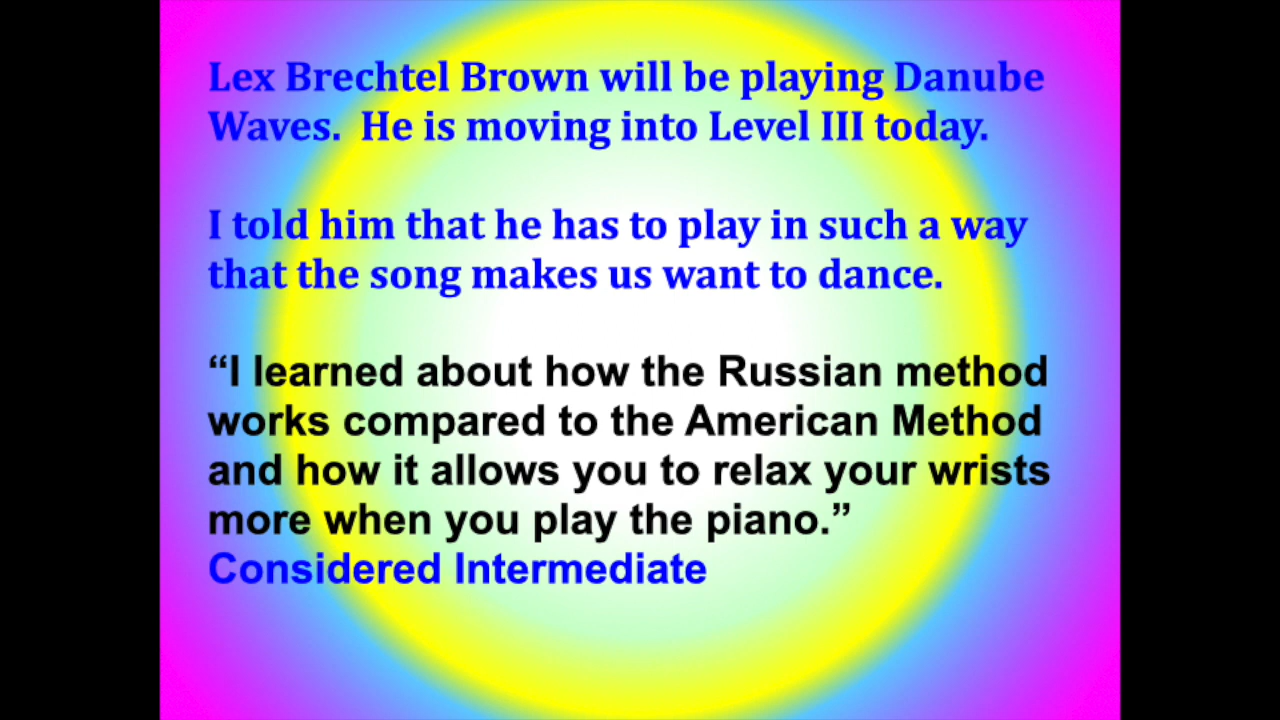 Lex Brechtel Brown will be playing Danube
Waves.  He is moving into Level III today.
I told him that he has to play in such a way
that the song makes us want to dance.
“I learned about how the Russian method
works compared to the American Method
and how it allows you to relax your wrists
more when you play the piano.”
Considered Intermediate